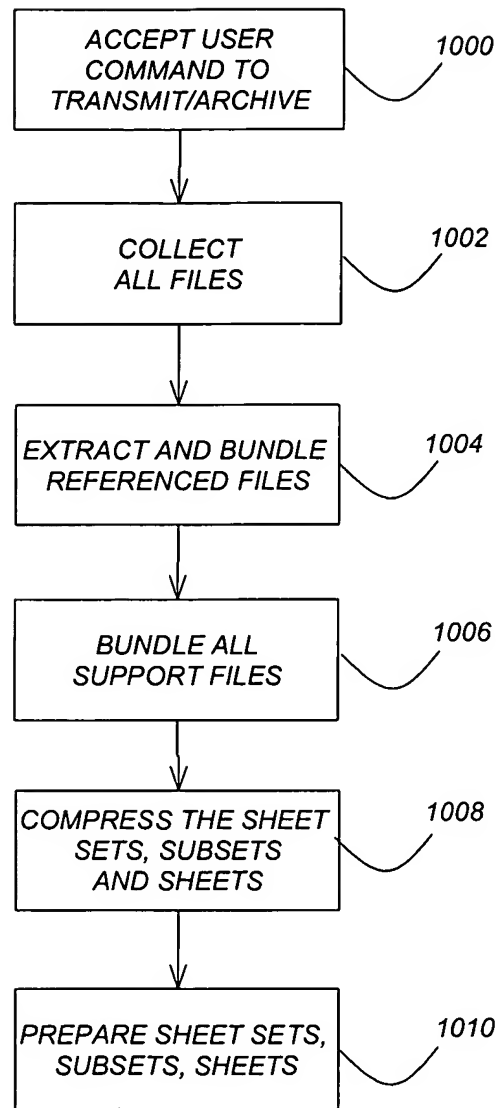 ACCEPT USER
COMMAND TO
TRANSMIT/ARCHIVE
1000
COLLECT
ALL FILES
1002
EXTRACT AND BUNDLE
REFERENCED FILES
1004
BUNDLE ALL
SUPPORT FILES
1006
COMPRESS THE SHEET
SETS, SUBSETS
AND SHEETS
1008
PREPARE SHEET SETS,
SUBSETS, SHEETS
1010